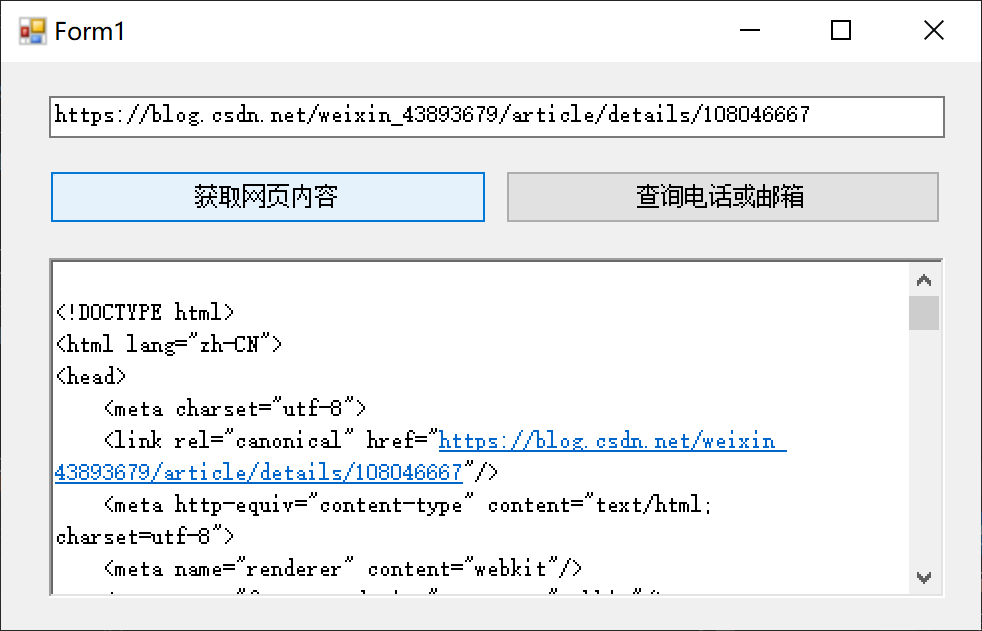 Form1
https://blog.csdn.net/weixin_43893679/article/details/108046667
获取网页内容 查询电话或邮箱
<!DOCTYPE html>
<html lang="zh-CN">
<head>
    <meta charset="utf-8">
    <link rel="canonical" href="https://blog.csdn.net/weixin_
43893679/article/details/108046667"/>
    <meta http-equiv="content-type" content="text/html;
charset=utf-8">
    <meta name="renderer" content="webkit"/>